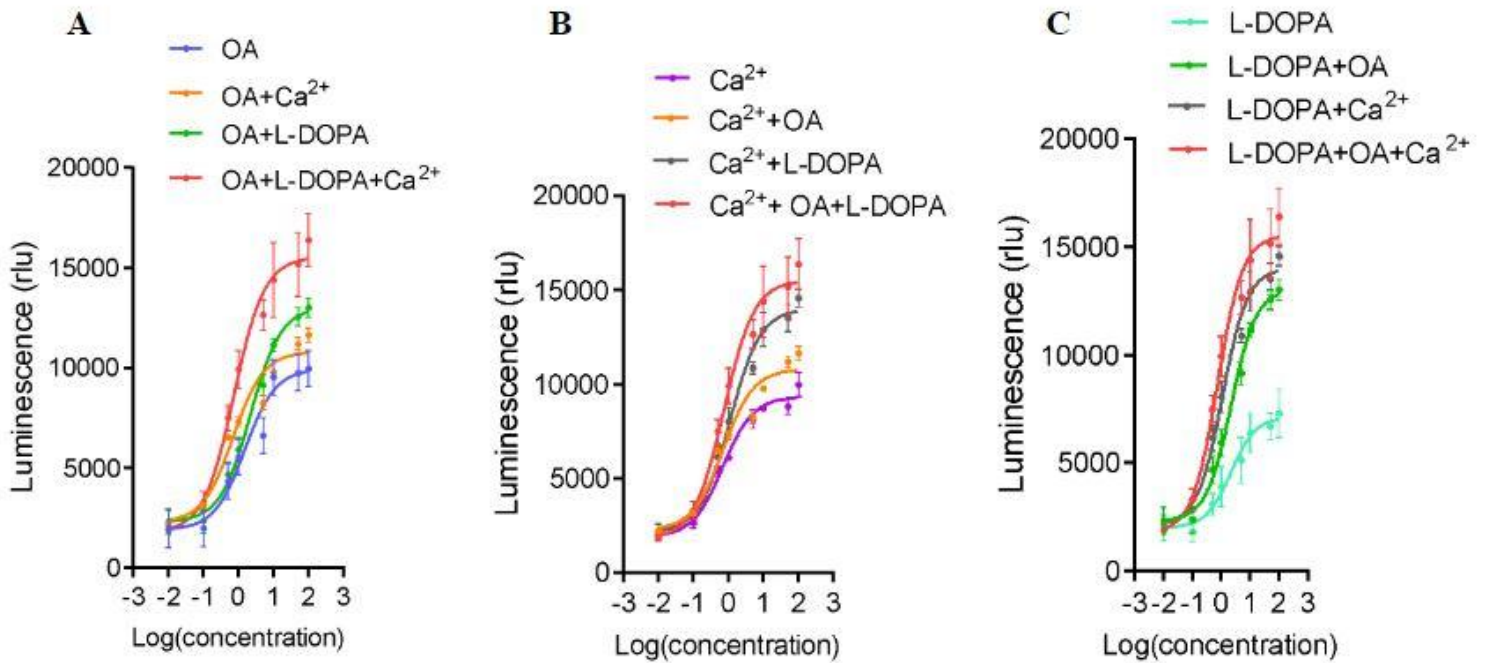 A
OA
OA+Ca²⁺
OA+L-DOPA
OA+L-DOPA+Ca²⁺
20000
15000
10000
5000
0
Luminescence (rlu)
-3 -2 -1 0 1 2 3
Log(concentration)
B
Ca²⁺
Ca²⁺+OA
Ca²⁺+L-DOPA
Ca²⁺+ OA+L-DOPA
20000
15000
10000
5000
0
Luminescence (rlu)
-3 -2 -1 0 1 2 3
Log(concentration)
C
L-DOPA
L-DOPA+OA
L-DOPA+Ca²⁺
L-DOPA+OA+Ca²⁺
20000
15000
10000
5000
0
Luminescence (rlu)
-3 -2 -1 0 1 2 3
Log(concentration)